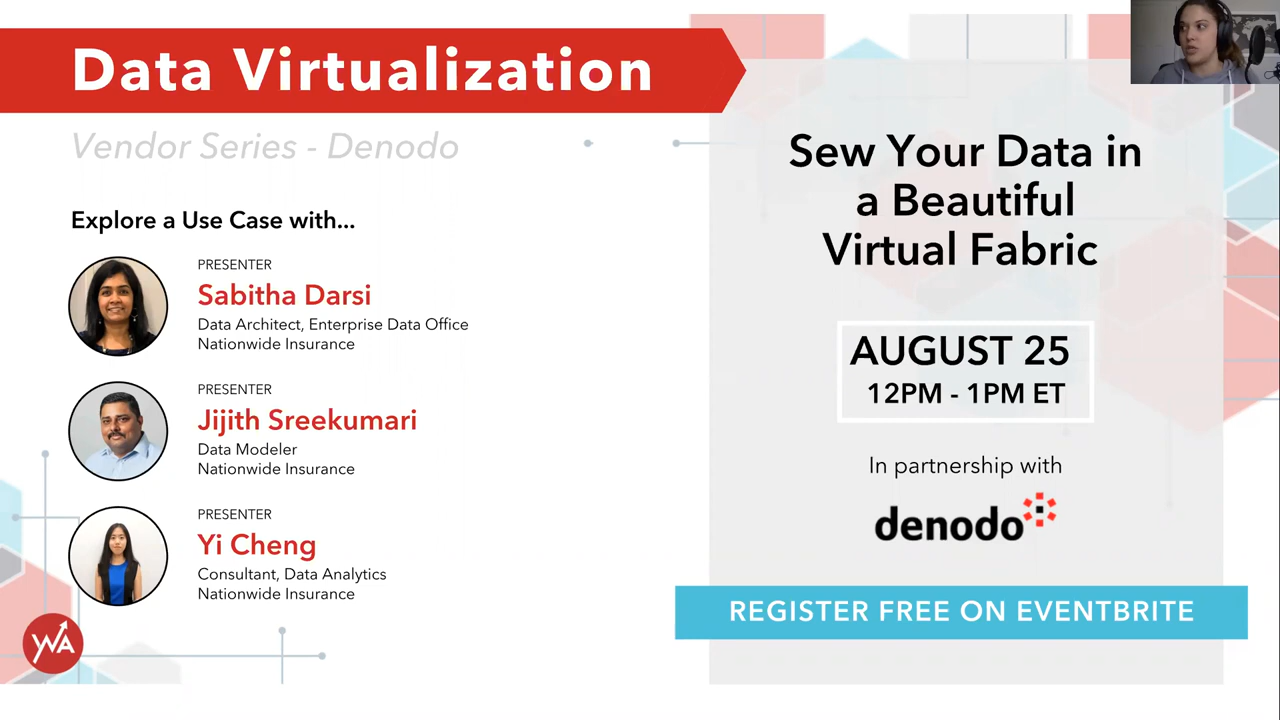 Data Virtualization
Vendor Series - Denodo
Explore a Use Case with...
PRESENTER
Sabitha Darsi
Data Architect, Enterprise Data Office
Nationwide Insurance
PRESENTER
Jijith Sreekumari
Data Modeler
Nationwide Insurance
PRESENTER
Yi Cheng
Consultant, Data Analytics
Nationwide Insurance
YVA
Sew Your Data in
a Beautiful
Virtual Fabric
AUGUST 25
12PM - 1PM ET
In partnership with
denodo
REGISTER FREE ON EVENTBRITE